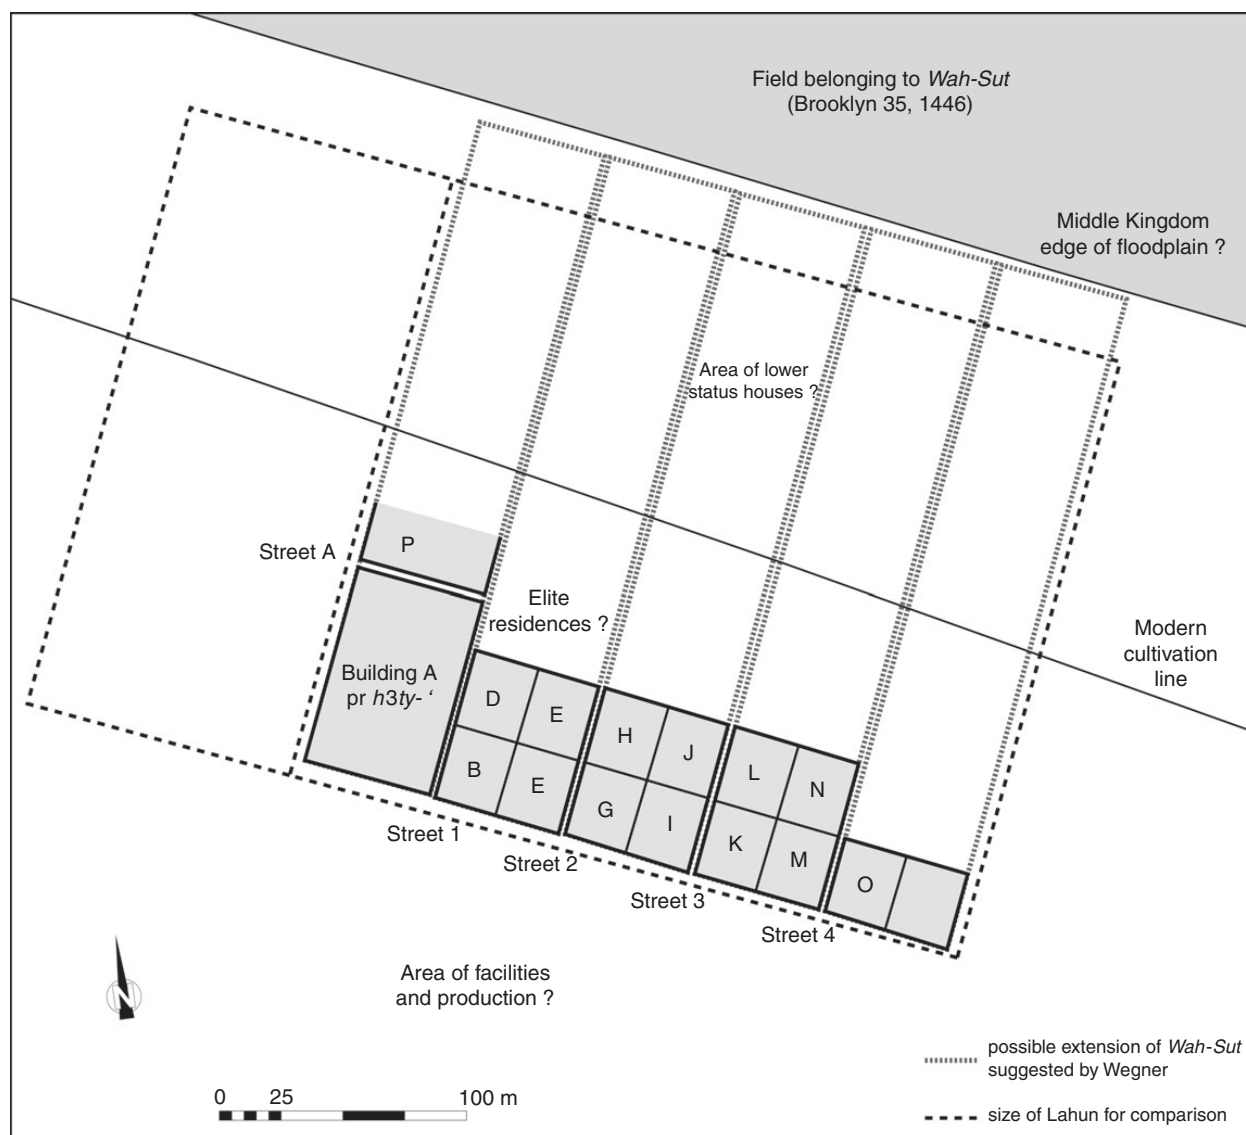 Field belonging to Wah-Sut
(Brooklyn 35, 1446)
Middle Kingdom
edge of floodplain ?
Area of lower
status houses ?
Street A
P
Elite
residences ?
Modern
cultivation
line
Building A
pr h3ty- ‘
D
E
B
E
H
J
G
I
L
N
K
M
O
Street 1
Street 2
Street 3
Street 4
Area of facilities
and production ?
N
0 25 100 m
possible extension of Wah-Sut
suggested by Wegner
size of Lahun for comparison